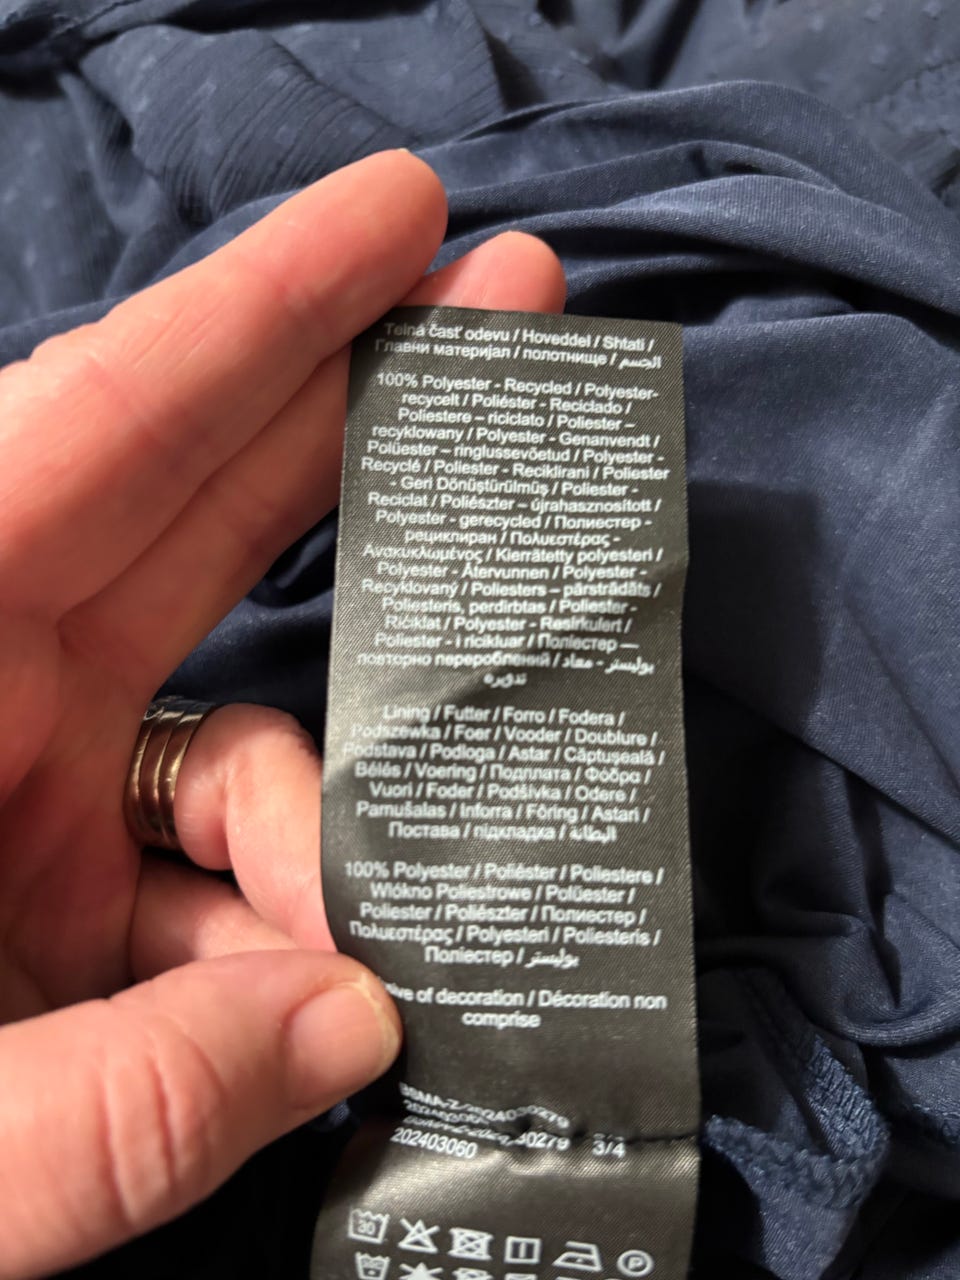 Telná časť odevu / Hoveddel / Shtati /
Главни материјал / полотнище / الجسم
100% Polyester - Recycled / Polyester-
recycelt / Poliéster - Reciclado /
Poliestere – riciclato / Poliester –
recyklowany / Polyester - Genanvendt /
Polüester – ringlussevõetud / Polyester -
Recyclé / Poliester - Reciklirani / Poliester
- Geri Dönüştürülmüş / Poliester -
Reciclat / Poliészter – újrahasznosított /
Polyester - gerecycled / Полиестер -
рециклиран / Πολυεστέρας -
Ανακυκλωμένος / Kierrätetty polyesteri /
Polyester - Återvunnen / Polyester -
Recyklovaný / Poliesters – pārstrādāts /
Poliesteris, perdirbtas / Poliester -
Ričiklat / Polyester - Resirkulert /
Poliester - i ricikluar / Поліестер —
повторно перероблений / بوليستر - معاد
تدويره
Lining / Futter / Forro / Fodera /
Podszewka / Foer / Vooder / Doublure /
Podstava / Podloga / Astar / Căptușeală /
Bélés / Voering / Подплата / Φόδρα /
Vuori / Foder / Podšívka / Odere /
Pamušalas / Inforra / Fôring / Astari /
Постава / підкладка / البطانة
100% Polyester / Poliéster / Poliestere /
Włókno Poliestrowe / Polüester /
Poliester / Poliészter / Полиестер /
Πολυεστέρας / Polyesteri / Poliesteris /
Поліестер / بوليستر
of decoration / Décoration non
comprise
3/4
202403060
30
P